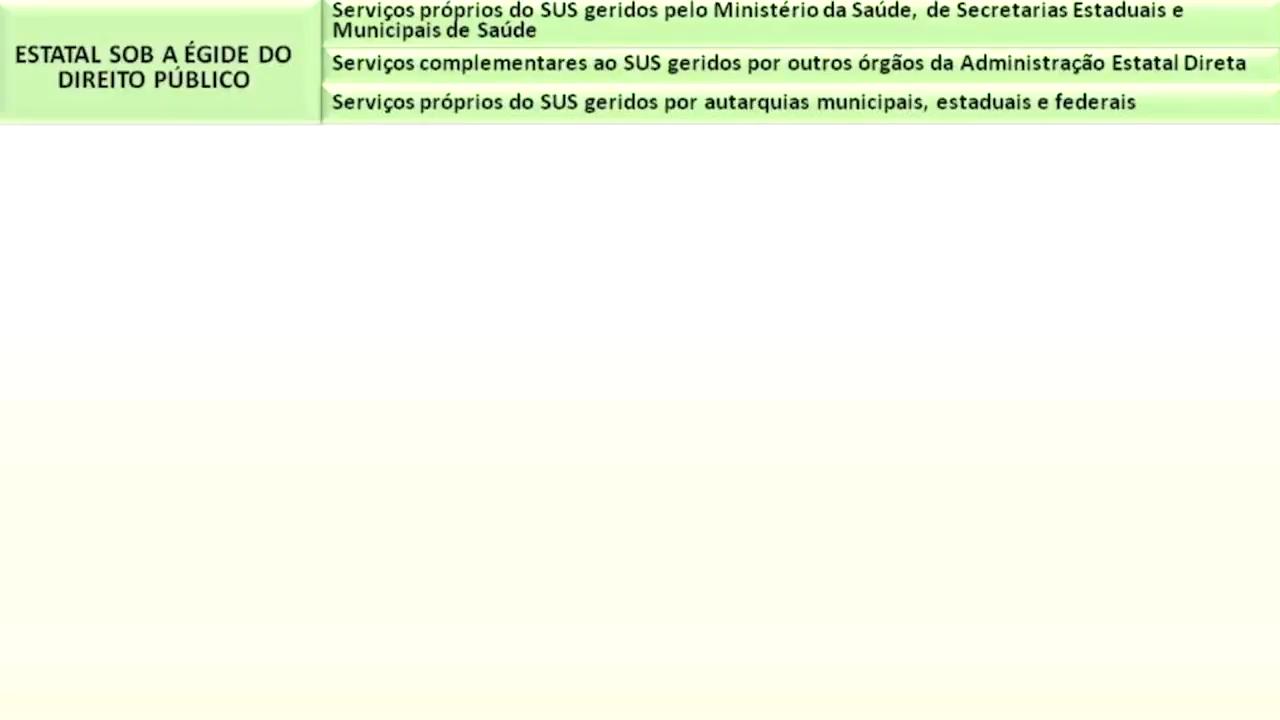 ESTATAL SOB A ÉGIDE DO
DIREITO PÚBLICO
Serviços próprios do SUS geridos pelo Ministério da Saúde, de Secretarias Estaduais e
Municipais de Saúde
Serviços complementares ao SUS geridos por outros órgãos da Administração Estatal Direta
Serviços próprios do SUS geridos por autarquias municipais, estaduais e federais